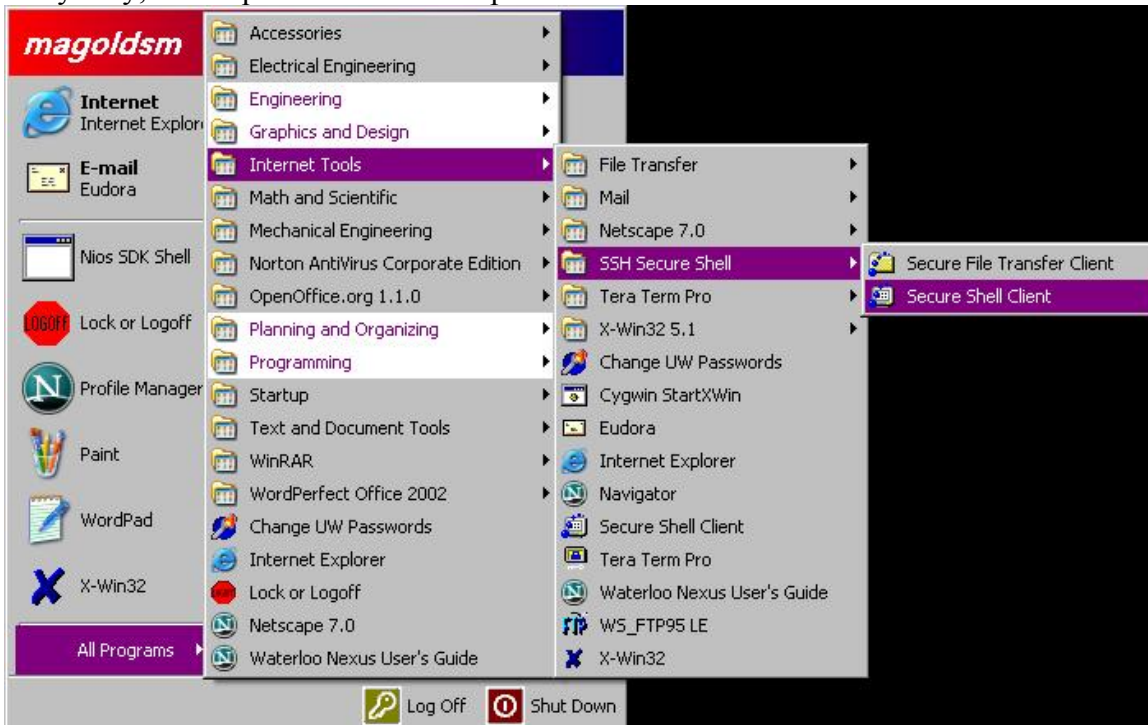 magoldsm
Internet
Internet Explor
E-mail
Eudora
Nios SDK Shell
LOGOFF
Lock or Logoff
N
Profile Manager
Paint
WordPad
X-Win32
All Programs
Accessories
Electrical Engineering
Engineering
Graphics and Design
Internet Tools
Math and Scientific
Mechanical Engineering
Norton AntiVirus Corporate Edition
OpenOffice.org 1.1.0
Planning and Organizing
Programming
Startup
Text and Document Tools
WinRAR
WordPerfect Office 2002
Change UW Passwords
Internet Explorer
Lock or Logoff
Netscape 7.0
Waterloo Nexus User's Guide
File Transfer
Mail
Netscape 7.0
SSH Secure Shell
Tera Term Pro
X-Win32 5.1
Change UW Passwords
Cygwin StartXWin
Eudora
Internet Explorer
Navigator
Secure Shell Client
Tera Term Pro
Waterloo Nexus User's Guide
WS_FTP95 LE
X-Win32
Secure File Transfer Client
Secure Shell Client
Log Off
Shut Down